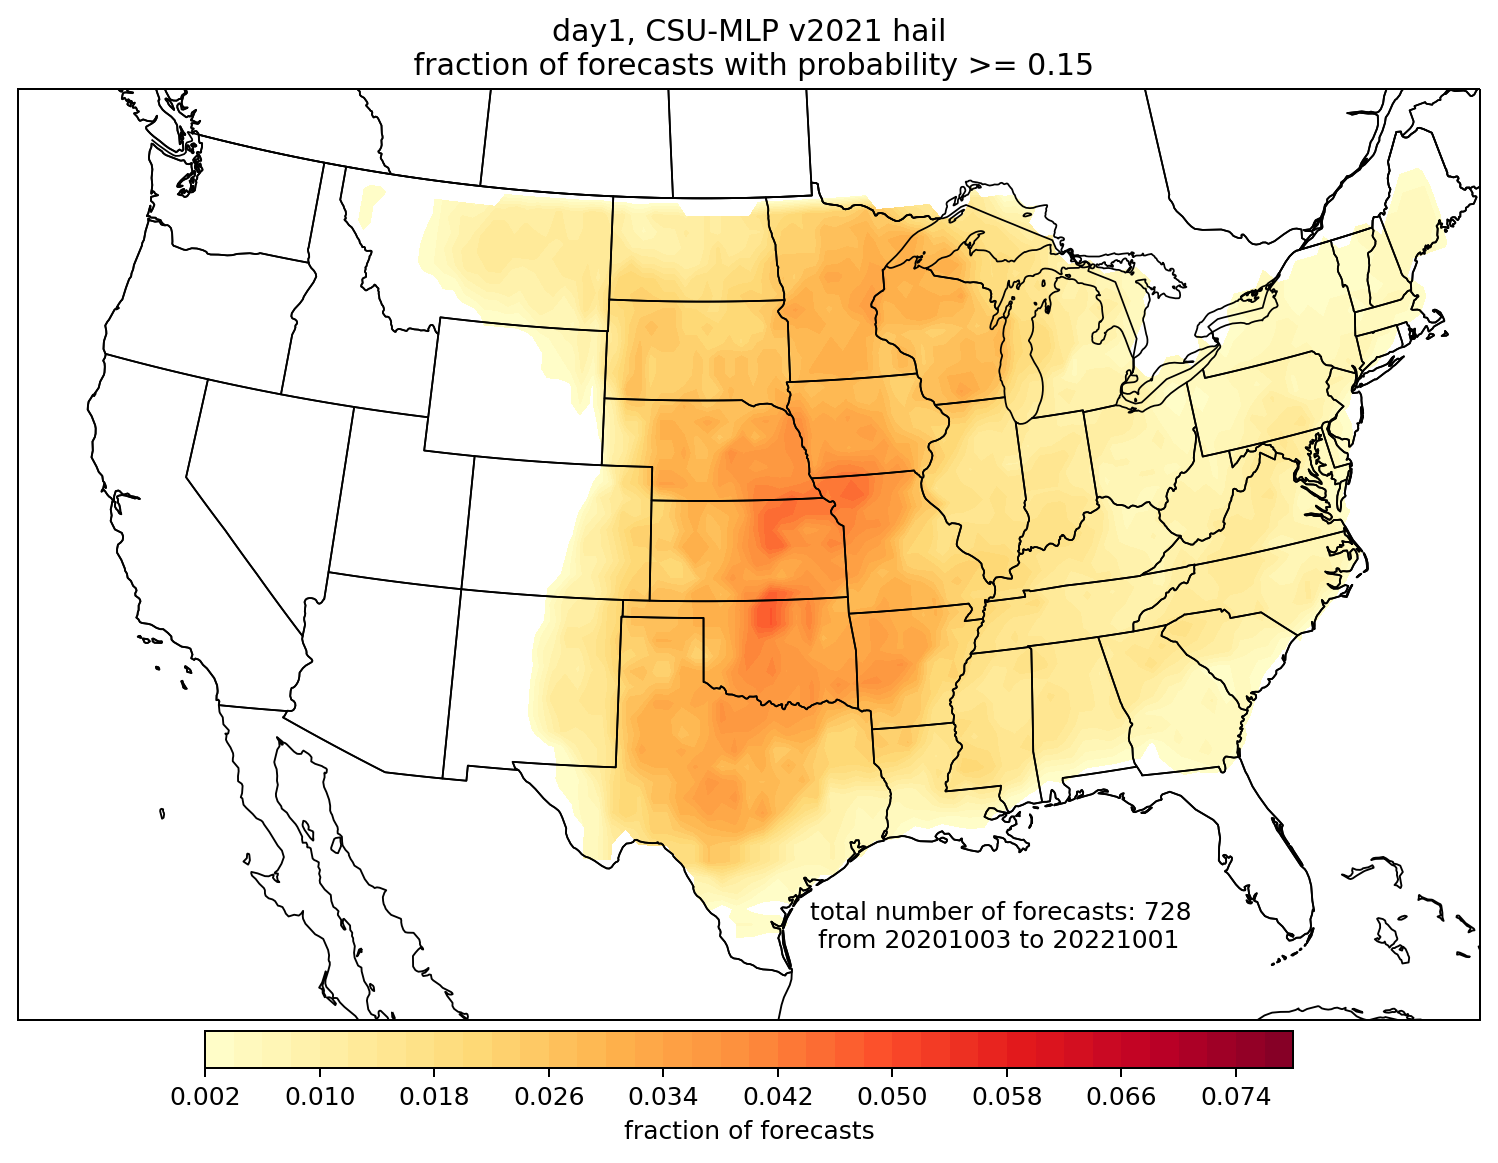 day1, CSU-MLP v2021 hail
fraction of forecasts with probability >= 0.15
total number of forecasts: 728
from 20201003 to 20221001
0.002 0.010 0.018 0.026 0.034 0.042 0.050 0.058 0.066 0.074
fraction of forecasts